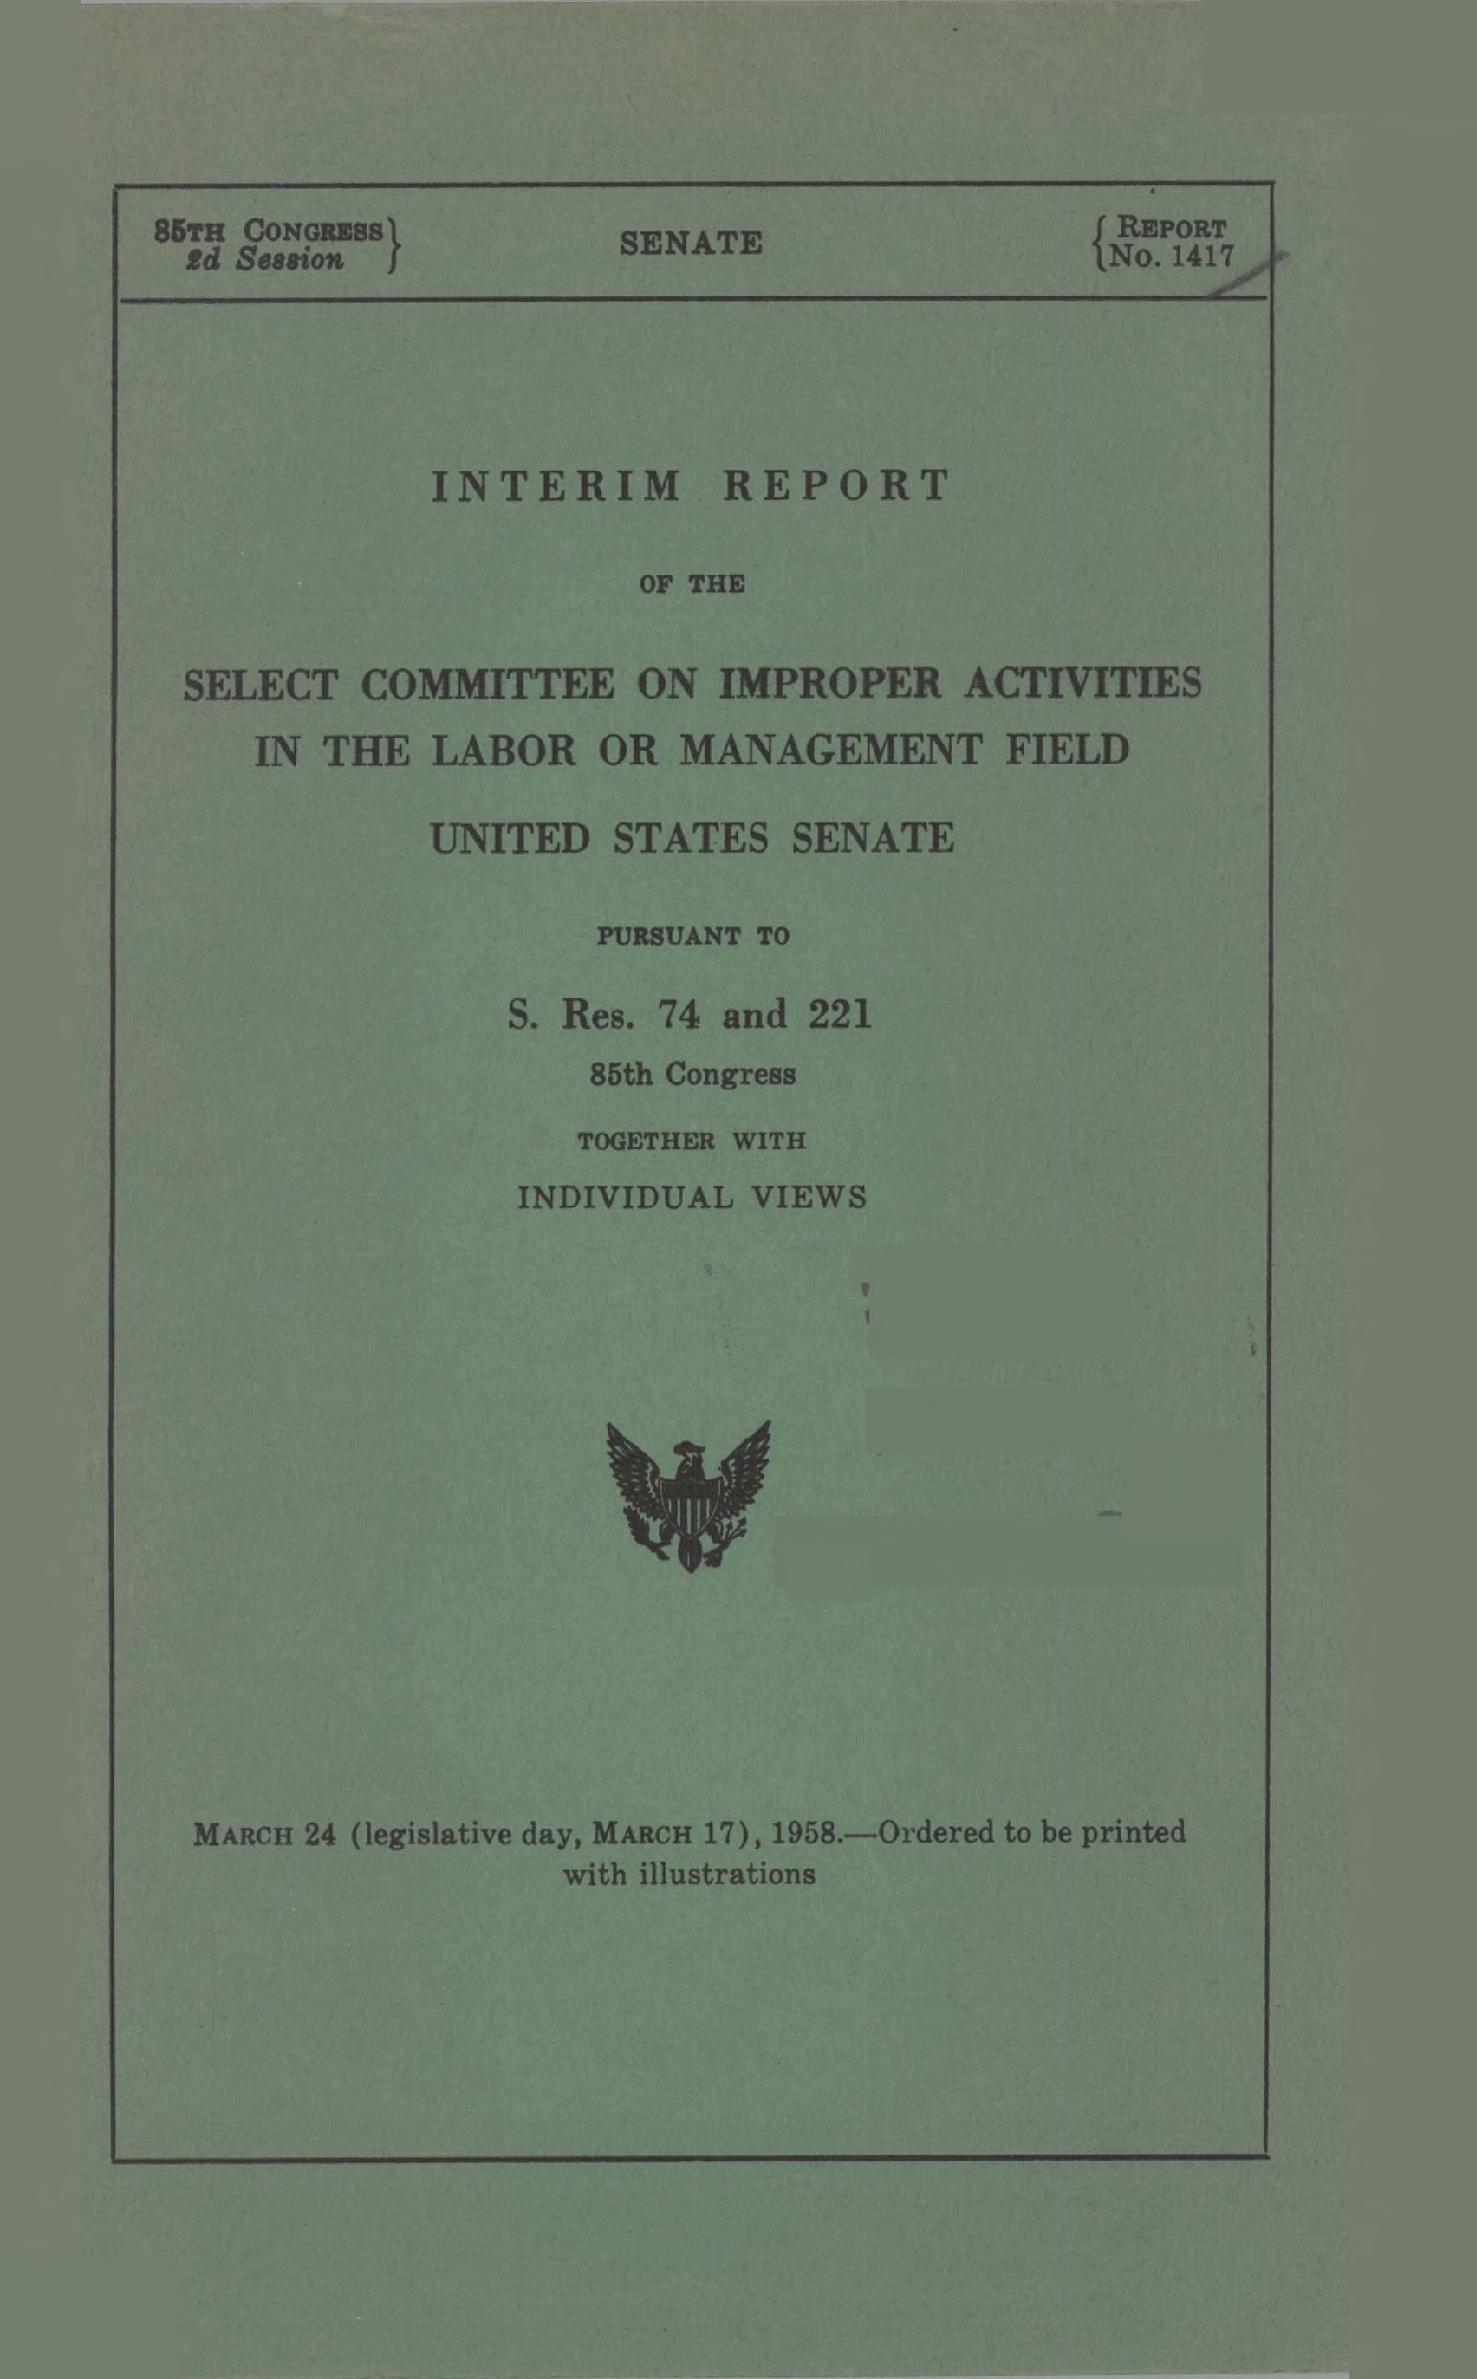 85TH CONGRESS
2d Session
SENATE
REPORT
No. 1417
INTERIM REPORT
OF THE
SELECT COMMITTEE ON IMPROPER ACTIVITIES
IN THE LABOR OR MANAGEMENT FIELD
UNITED STATES SENATE
PURSUANT TO
S. Res. 74 and 221
85th Congress
TOGETHER WITH
INDIVIDUAL VIEWS
MARCH 24 (legislative day, MARCH 17), 1958.—Ordered to be printed
with illustrations